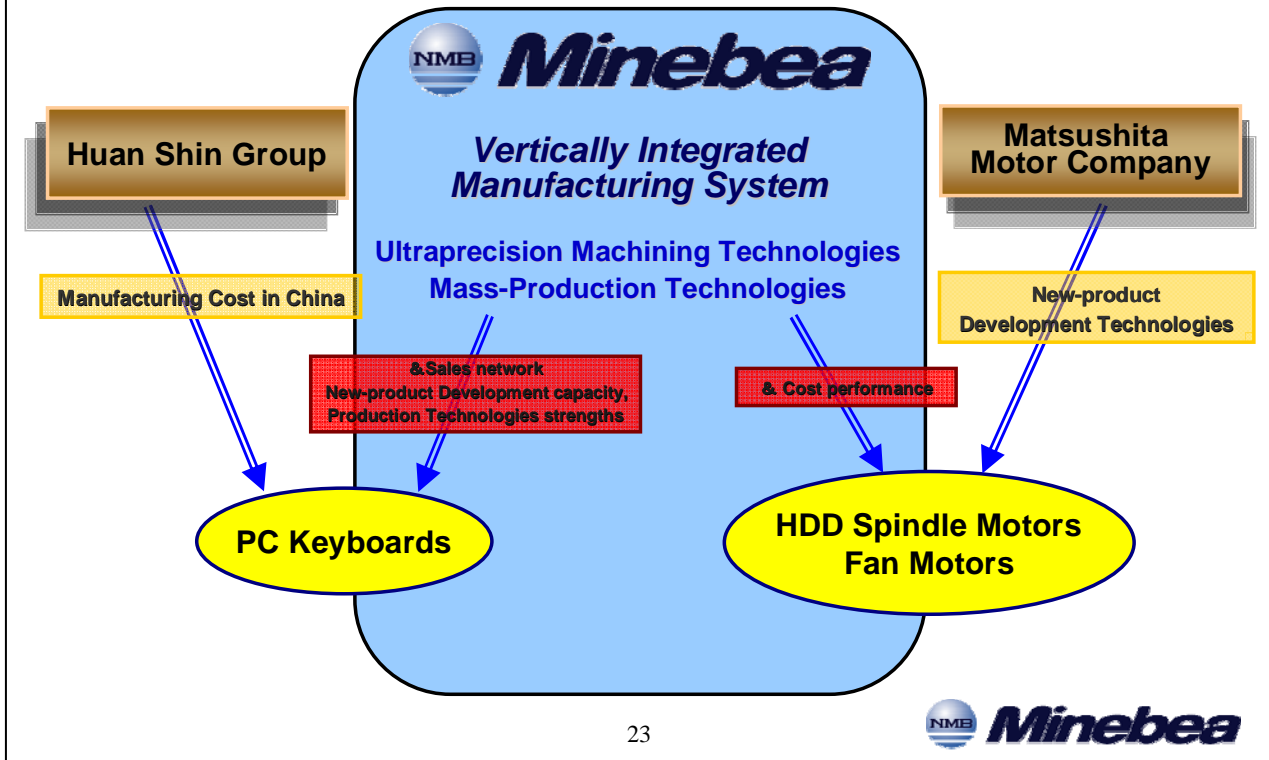 NMB Minebea
Huan Shin Group
Vertically Integrated
Manufacturing System
Matsushita
Motor Company
Ultraprecision Machining Technologies
Mass-Production Technologies
Manufacturing Cost in China
New-product
Development Technologies
&Sales network
New-product Development capacity,
Production Technologies strengths
& Cost performance
PC Keyboards
HDD Spindle Motors
Fan Motors
23
NMB Minebea